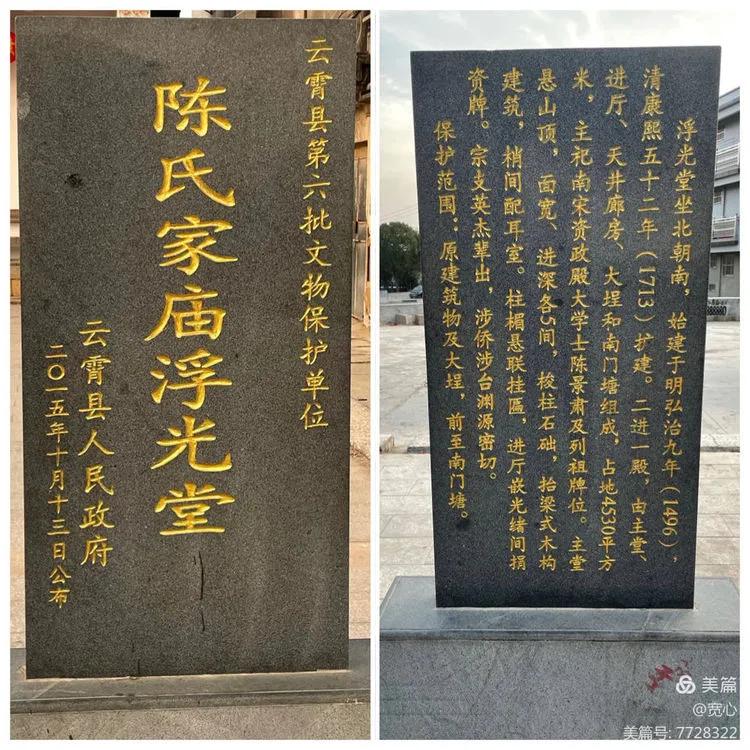 云霄县第六批文物保护单位
陈氏家庙浮光堂
云霄县人民政府
二〇一五年十月十三日公布
浮光堂坐北朝南，始建于明弘治九年（1496），
清康熙五十二年（1713）扩建。二进一殿，由主堂、
进厅、天井廊房、大埕和南门塘组成，占地4530平方
米，主祀南宋资政殿大学士陈景肃及列祖牌位。主堂
悬山顶，面宽、进深各5间，梭柱石础，抬梁式木构
建筑，梢间配耳室。柱楣悬联挂匾，进厅嵌光绪间捐
资牌。宗支英杰辈出，涉侨涉台渊源密切。
保护范围：原建筑物及大埕，前至南门塘。
美篇
@宽心
美篇号: 7728322